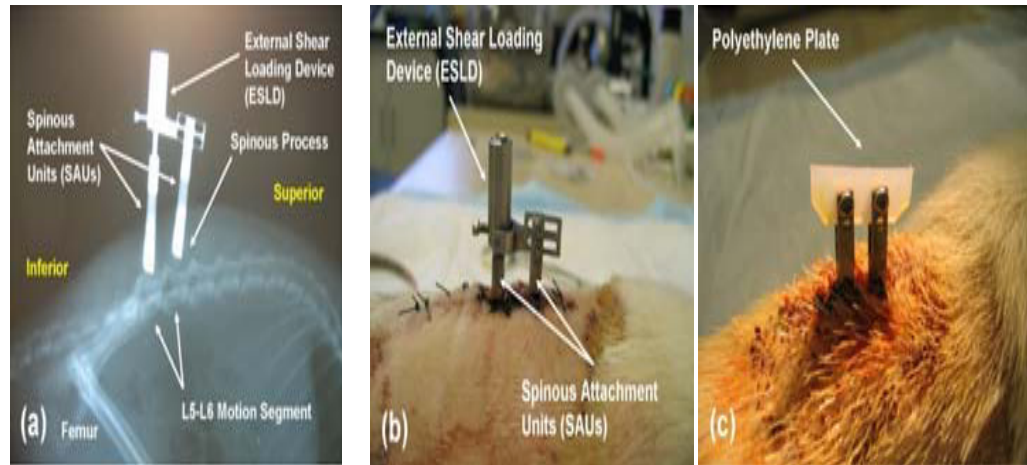 External Shear
Loading Device
(ESLD)
Spinous
Attachment
Units (SAUs)
Spinous Process
Superior
Inferior
L5-L6 Motion Segment
(a)
Femur
External Shear Loading
Device (ESLD)
Spinous Attachment
Units (SAUs)
(b)
Polyethylene Plate
(c)